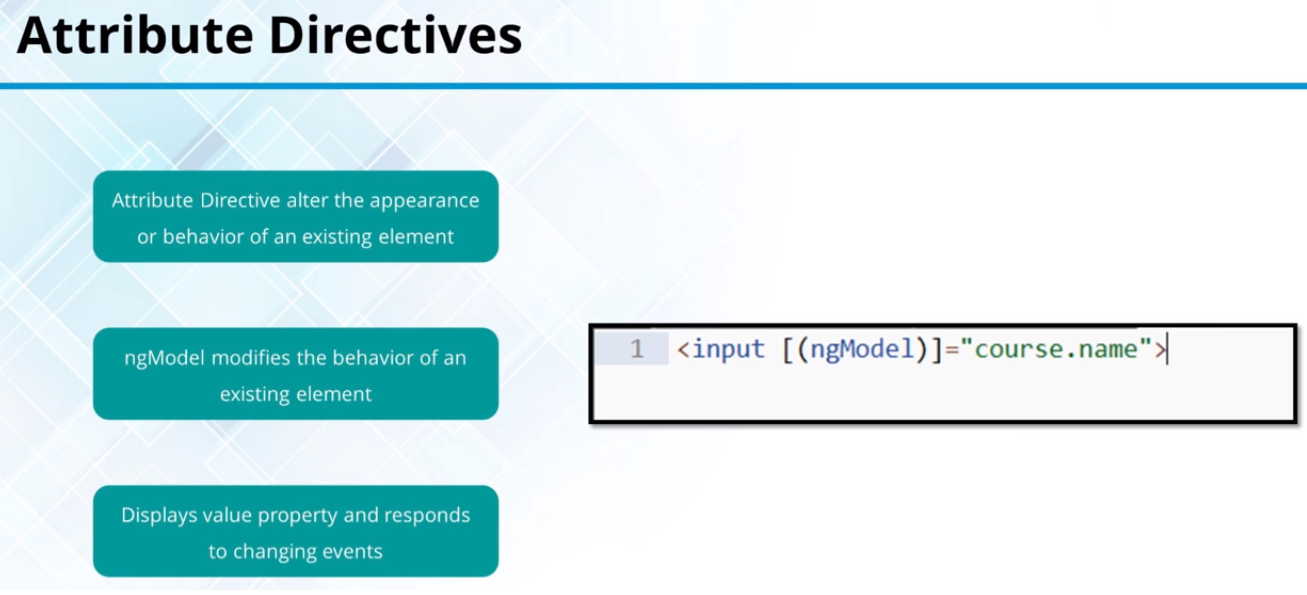 Attribute Directives
Attribute Directive alter the appearance
or behavior of an existing element
ngModel modifies the behavior of an
existing element
1 <input [(ngModel)]="course.name">
Displays value property and responds
to changing events